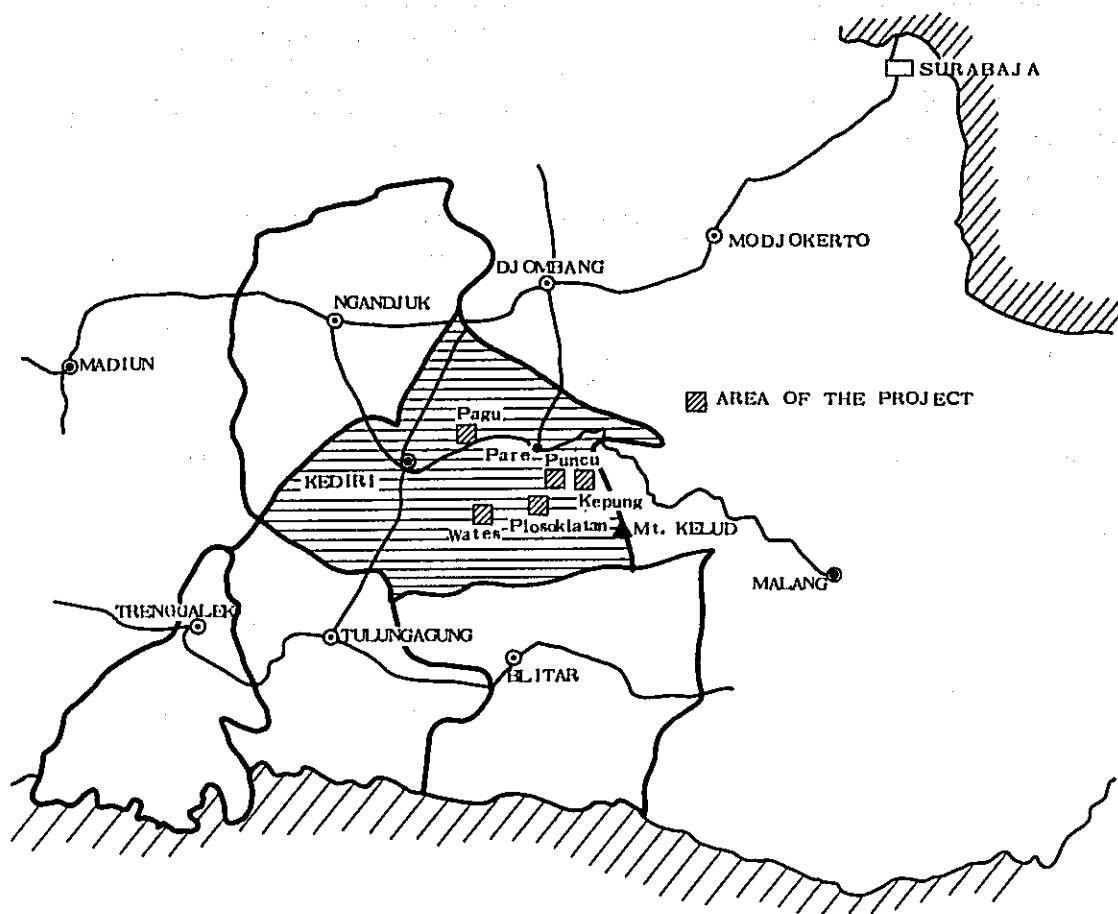 SURABAJA
MODJOKERTO
DJOMBANG
NGANDJUK
MADIUN
AREA OF THE PROJECT
Pagu
Pare
Puncu
KEDIRI
Kepung
Wates
Plosoklatan
Mt. KELUD
MALANG
TRENGGALEK
TULUNGAGUNG
BLITAR